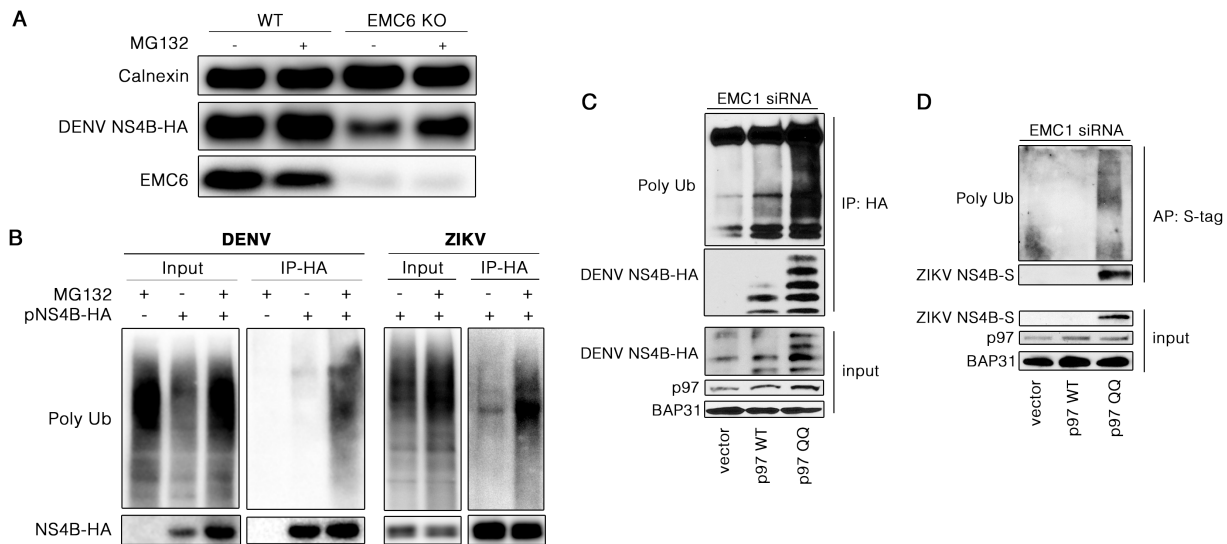 A
WT EMC6 KO
MG132 - + - +
Calnexin
DENV NS4B-HA
EMC6
B
DENV ZIKV
Input IP-HA Input IP-HA
MG132 + - + + - + - + - +
pNS4B-HA - + + - + + + + + +
Poly Ub
NS4B-HA
C
EMC1 siRNA
Poly Ub
IP: HA
DENV NS4B-HA
DENV NS4B-HA
input
p97
BAP31
vector
p97 WT
p97 QQ
D
EMC1 siRNA
Poly Ub
AP: S-tag
ZIKV NS4B-S
ZIKV NS4B-S
p97
input
BAP31
vector
p97 WT
p97 QQ